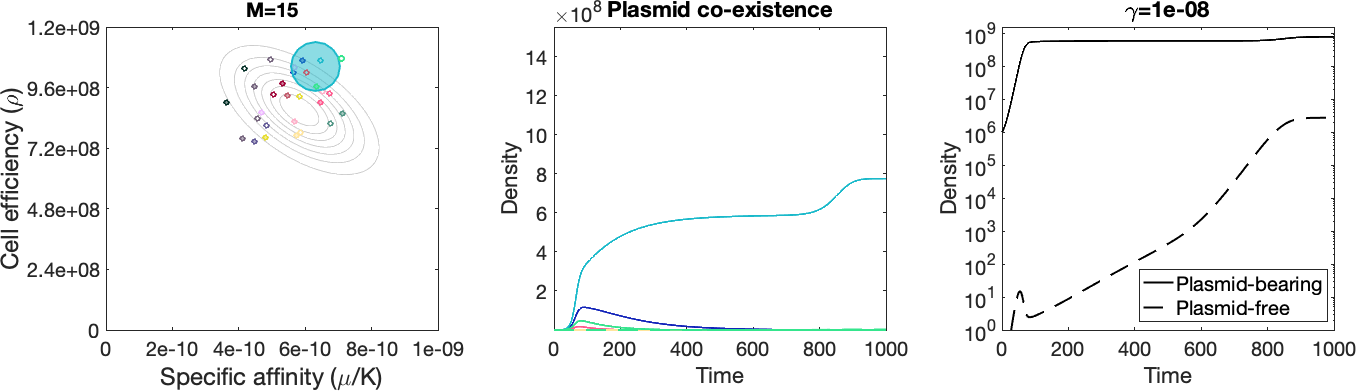 M=15
1.2e+09
9.6e+08
7.2e+08
4.8e+08
2.4e+08
0
Cell efficiency (ρ)
0 2e-10 4e-10 6e-10 8e-10 1e-09
Specific affinity (μ/K)
×10⁸ Plasmid co-existence
14
12
10
8
6
4
2
Density
0 200 400 600 800 1000
Time
γ=1e-08
10⁹
10⁸
10⁷
10⁶
10⁵
10⁴
10³
10²
10¹
10⁰
Density
Plasmid-bearing
Plasmid-free
0 200 400 600 800 1000
Time